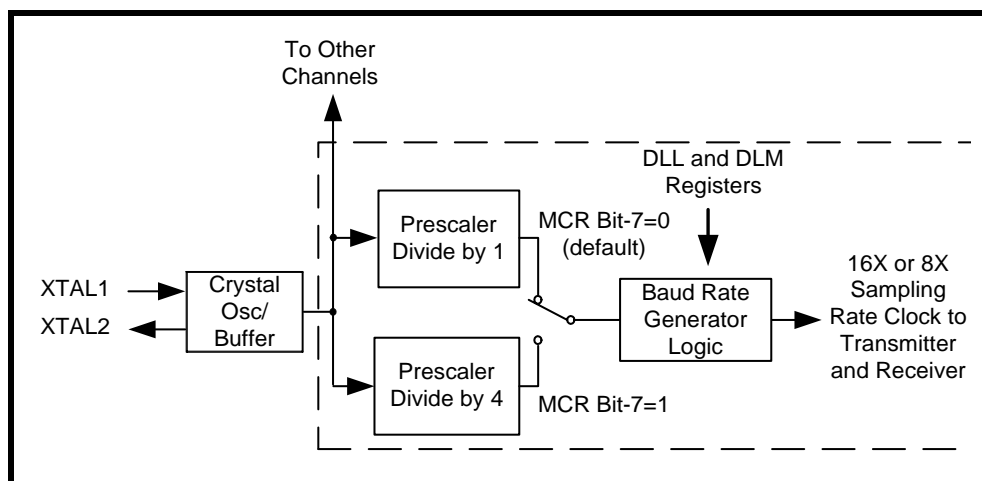 To Other
Channels
DLL and DLM
Registers
Prescaler
Divide by 1
MCR Bit-7=0
(default)
XTAL1
XTAL2
Crystal
Osc/
Buffer
Baud Rate
Generator
Logic
16X or 8X
Sampling
Rate Clock to
Transmitter
and Receiver
Prescaler
Divide by 4
MCR Bit-7=1